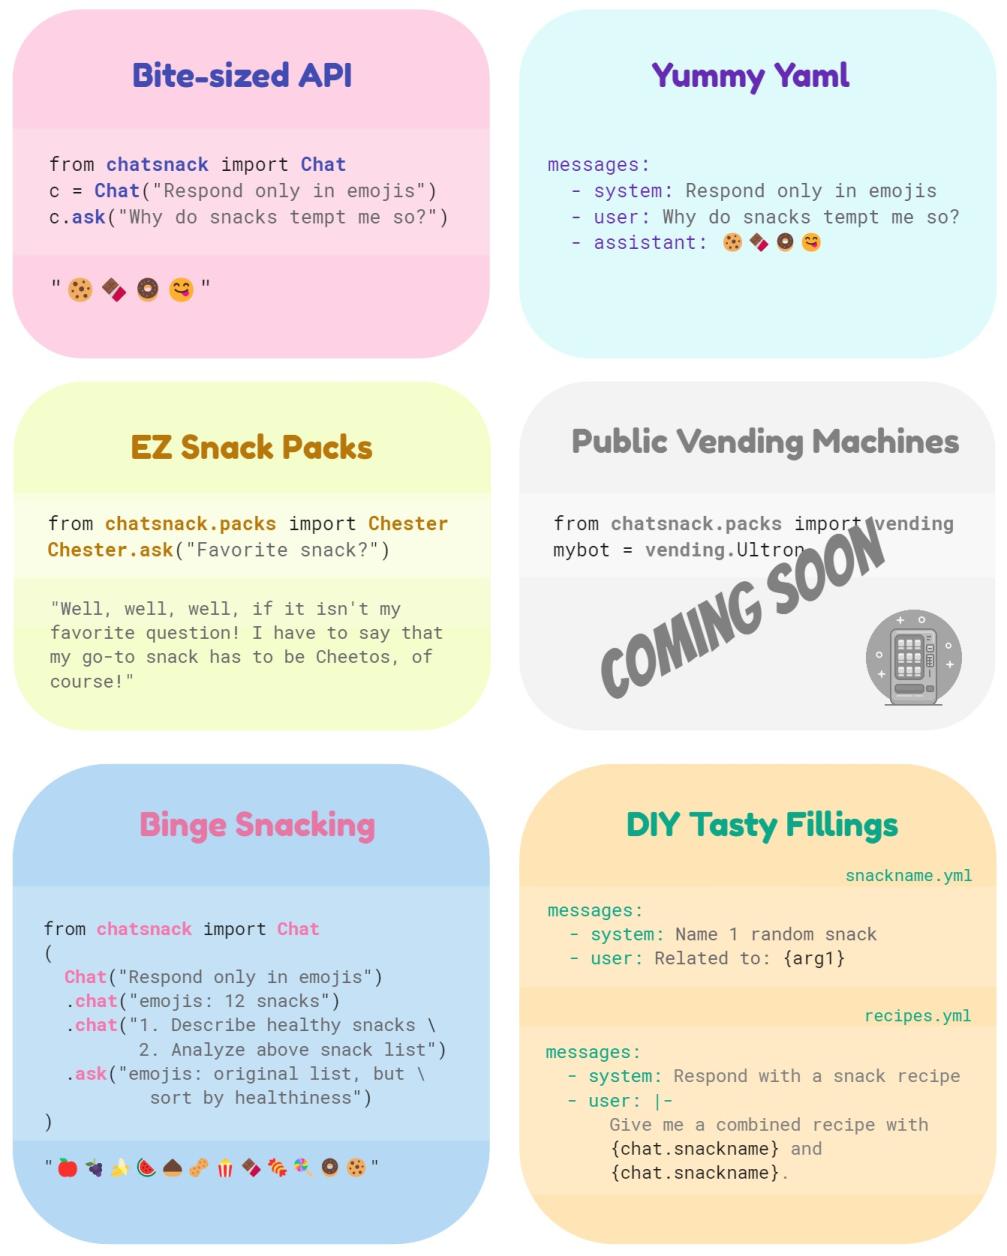 Bite-sized API
from chatsnack import Chat
c = Chat("Respond only in emojis")
c.ask("Why do snacks tempt me so?")
"🍪🍫🍩😋"
Yummy Yaml
messages:
  - system: Respond only in emojis
  - user: Why do snacks tempt me so?
  - assistant: 🍪🍫🍩😋
EZ Snack Packs
from chatsnack.packs import Chester
Chester.ask("Favorite snack?")
"Well, well, well, if it isn't my
favorite question! I have to say that
my go-to snack has to be Cheetos, of
course!"
Public Vending Machines
from chatsnack.packs import vending
mybot = vending.Ultron
COMING SOON
Binge Snacking
from chatsnack import Chat
(
  Chat("Respond only in emojis")
  .chat("emojis: 12 snacks")
  .chat("1. Describe healthy snacks \
         2. Analyze above snack list")
  .ask("emojis: original list, but \
          sort by healthiness")
)
"🍎🍇🍌🍉🌰🥜🍿🍫🍢🍭🍩🍪"
DIY Tasty Fillings
snackname.yml
messages:
  - system: Name 1 random snack
  - user: Related to: {arg1}
recipes.yml
messages:
  - system: Respond with a snack recipe
  - user: |-
      Give me a combined recipe with
      {chat.snackname} and
      {chat.snackname}.